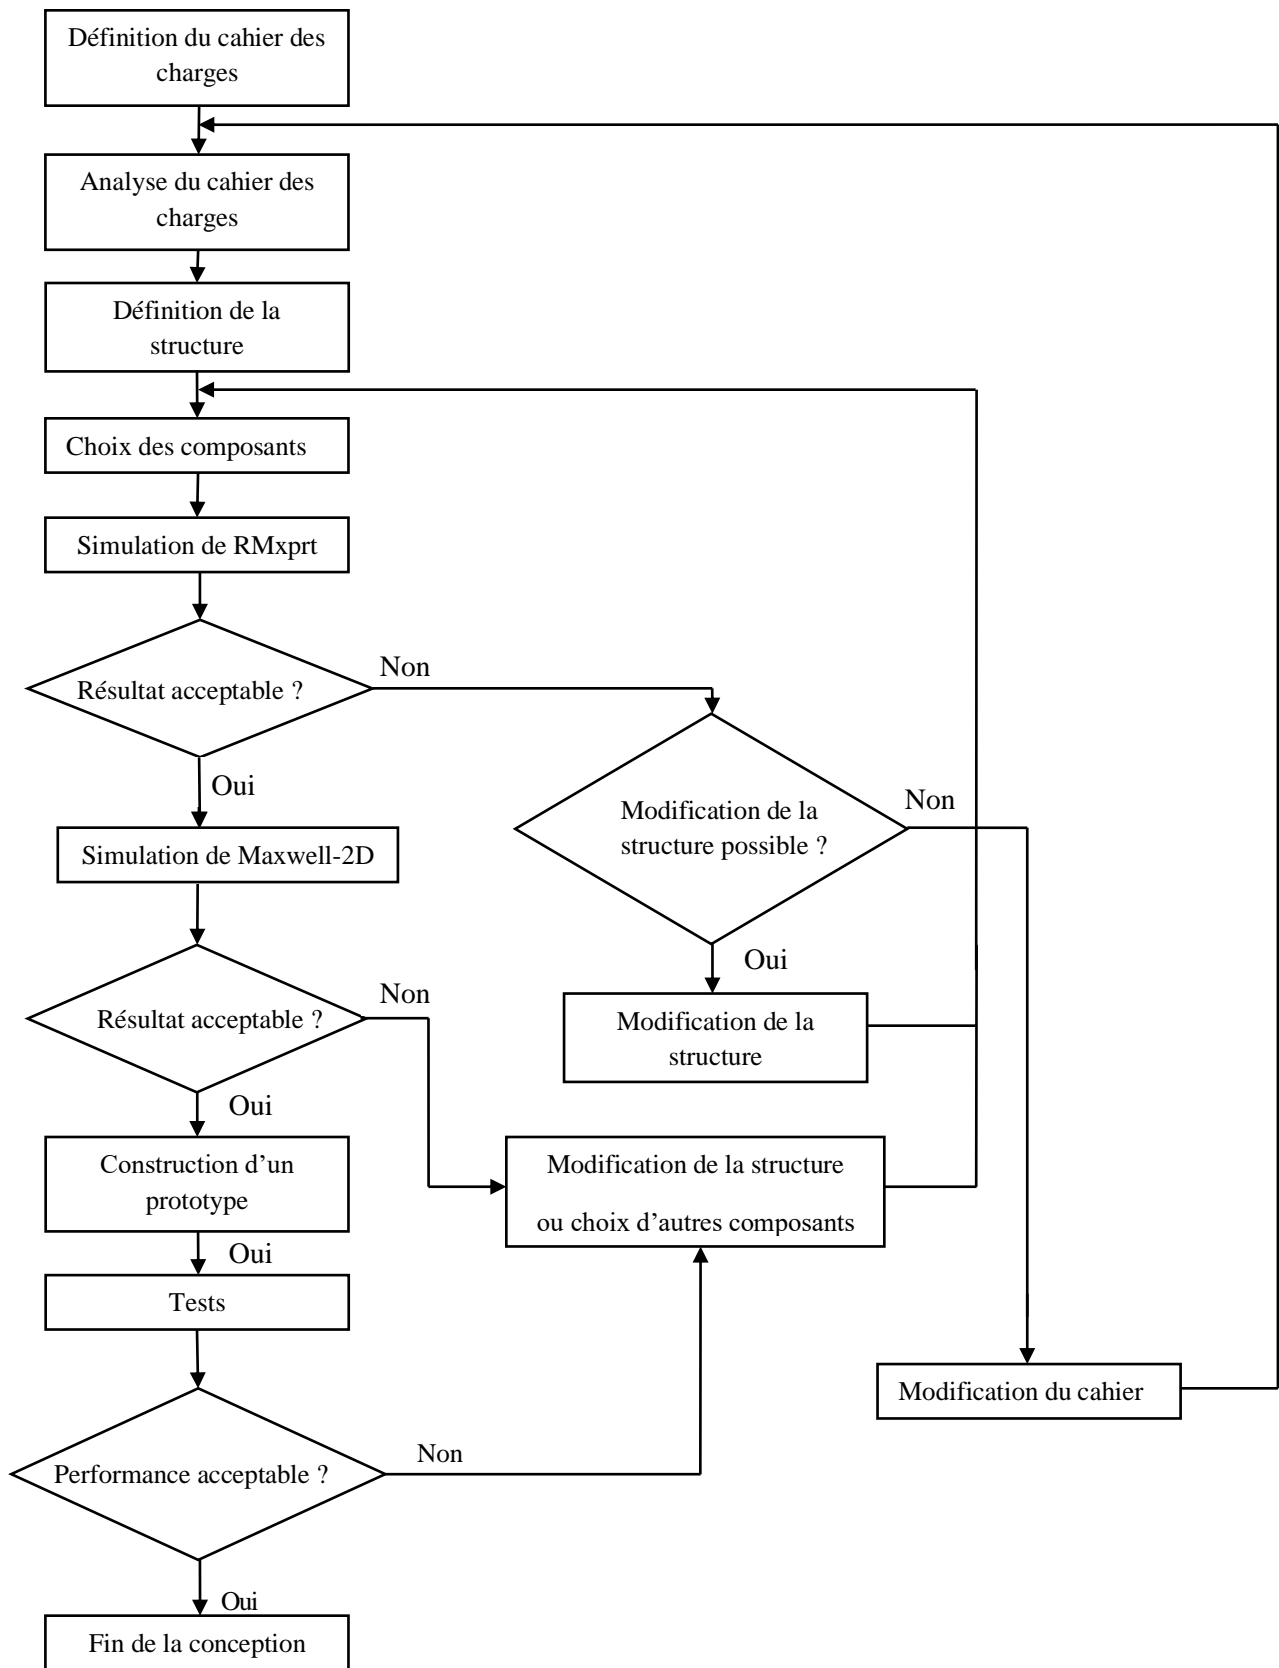 Définition du cahier des
charges
Analyse du cahier des
charges
Définition de la
structure
Choix des composants
Simulation de RMxprt
Résultat acceptable ?
Non
Oui
Modification de la
structure possible ?
Non
Simulation de Maxwell-2D
Oui
Résultat acceptable ?
Non
Modification de la
structure
Oui
Construction d’un
prototype
Modification de la structure
ou choix d’autres composants
Oui
Tests
Modification du cahier
Performance acceptable ?
Non
Oui
Fin de la conception